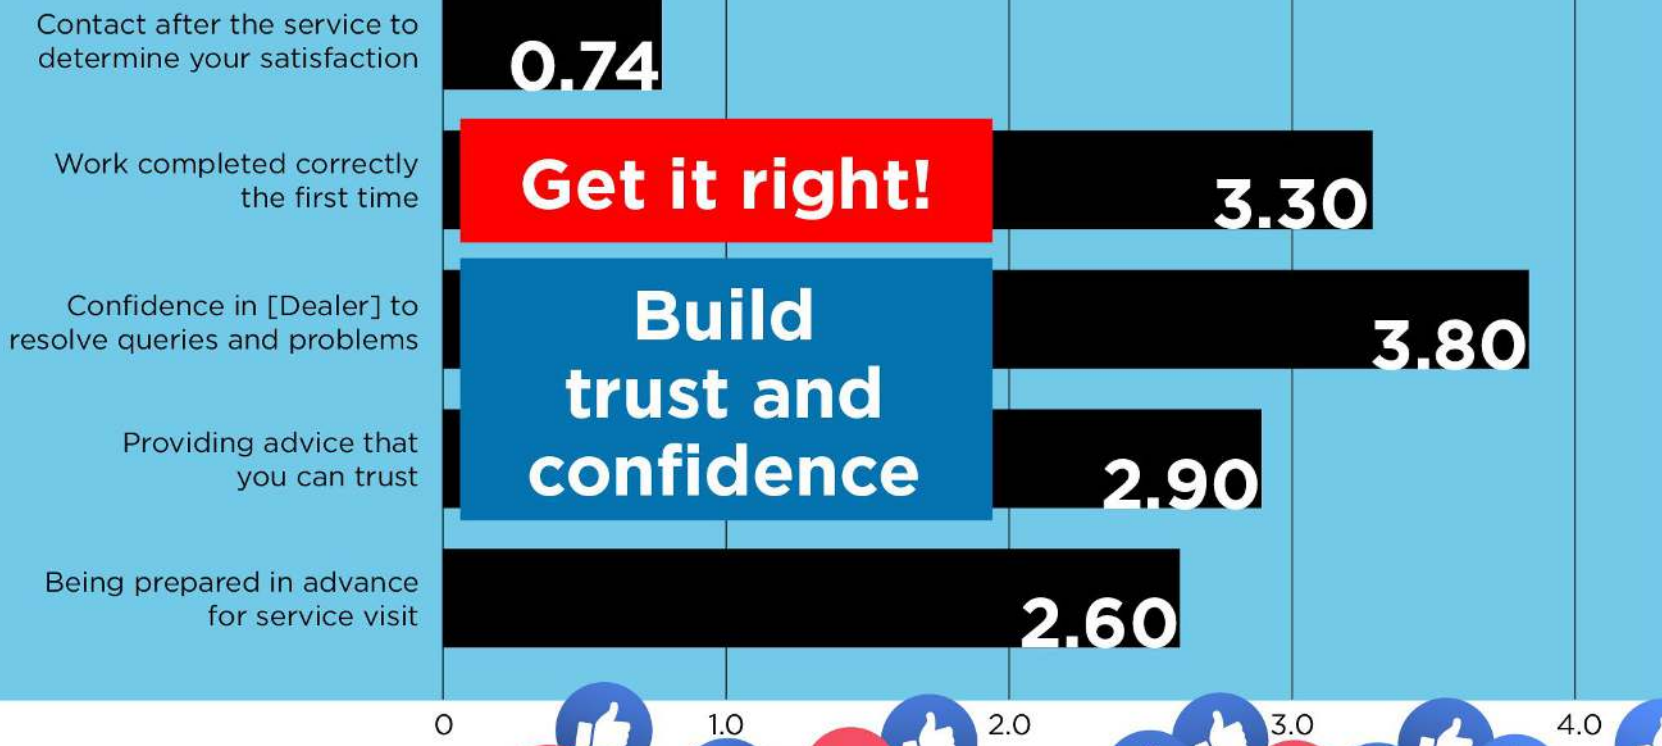 Contact after the service to
determine your satisfaction
0.74
Work completed correctly
the first time
Get it right!
3.30
Confidence in [Dealer] to
resolve queries and problems
Build
trust and
confidence
3.80
Providing advice that
you can trust
2.90
Being prepared in advance
for service visit
2.60
0 1.0 2.0 3.0 4.0